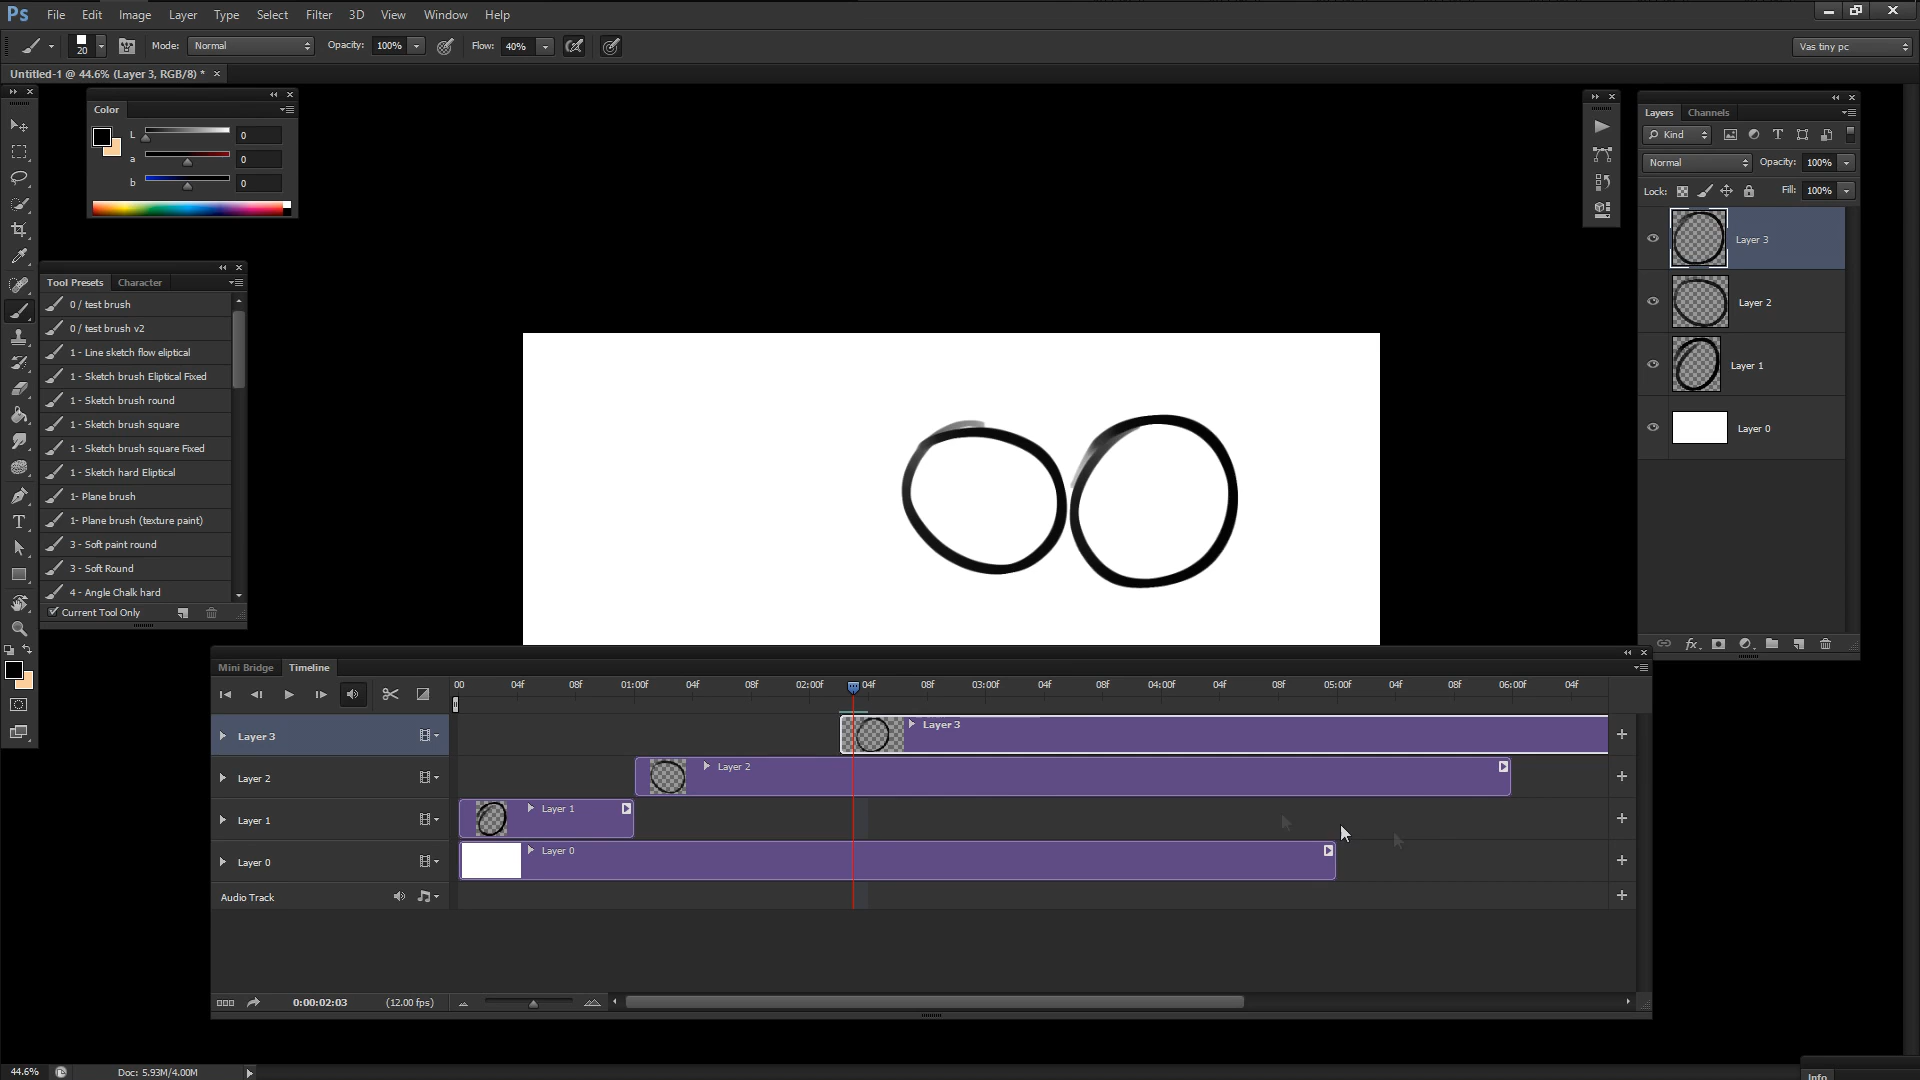 Ps File Edit Image Layer Type Select Filter 3D View Window Help
20 Mode: Normal Opacity: 100% Flow: 40% Vas tiny pc
Untitled-1 @ 44.6% (Layer 3, RGB/8) *
Color
L 0
a 0
b 0
Tool Presets Character
0 / test brush
0 / test brush v2
1 - Line sketch flow eliptical
1 - Sketch brush Eliptical Fixed
1 - Sketch brush round
1 - Sketch brush square
1 - Sketch brush square Fixed
1 - Sketch hard Eliptical
1- Plane brush
1- Plane brush (texture paint)
3 - Soft paint round
3 - Soft Round
4 - Angle Chalk hard
Current Tool Only
Layers Channels
Kind
Normal Opacity: 100%
Lock: Fill: 100%
Layer 3
Layer 2
Layer 1
Layer 0
fx
Mini Bridge Timeline
00 04f 08f 01:00f 04f 08f 02:00f 04f 08f 03:00f 04f 08f 04:00f 04f 08f 05:00f 04f 08f 06:00f 04f
Layer 3 Layer 3
Layer 2 Layer 2
Layer 1 Layer 1
Layer 0 Layer 0
Audio Track
0:00:02:03 (12.00 fps)
44.6% Doc: 5.93M/4.00M
Info